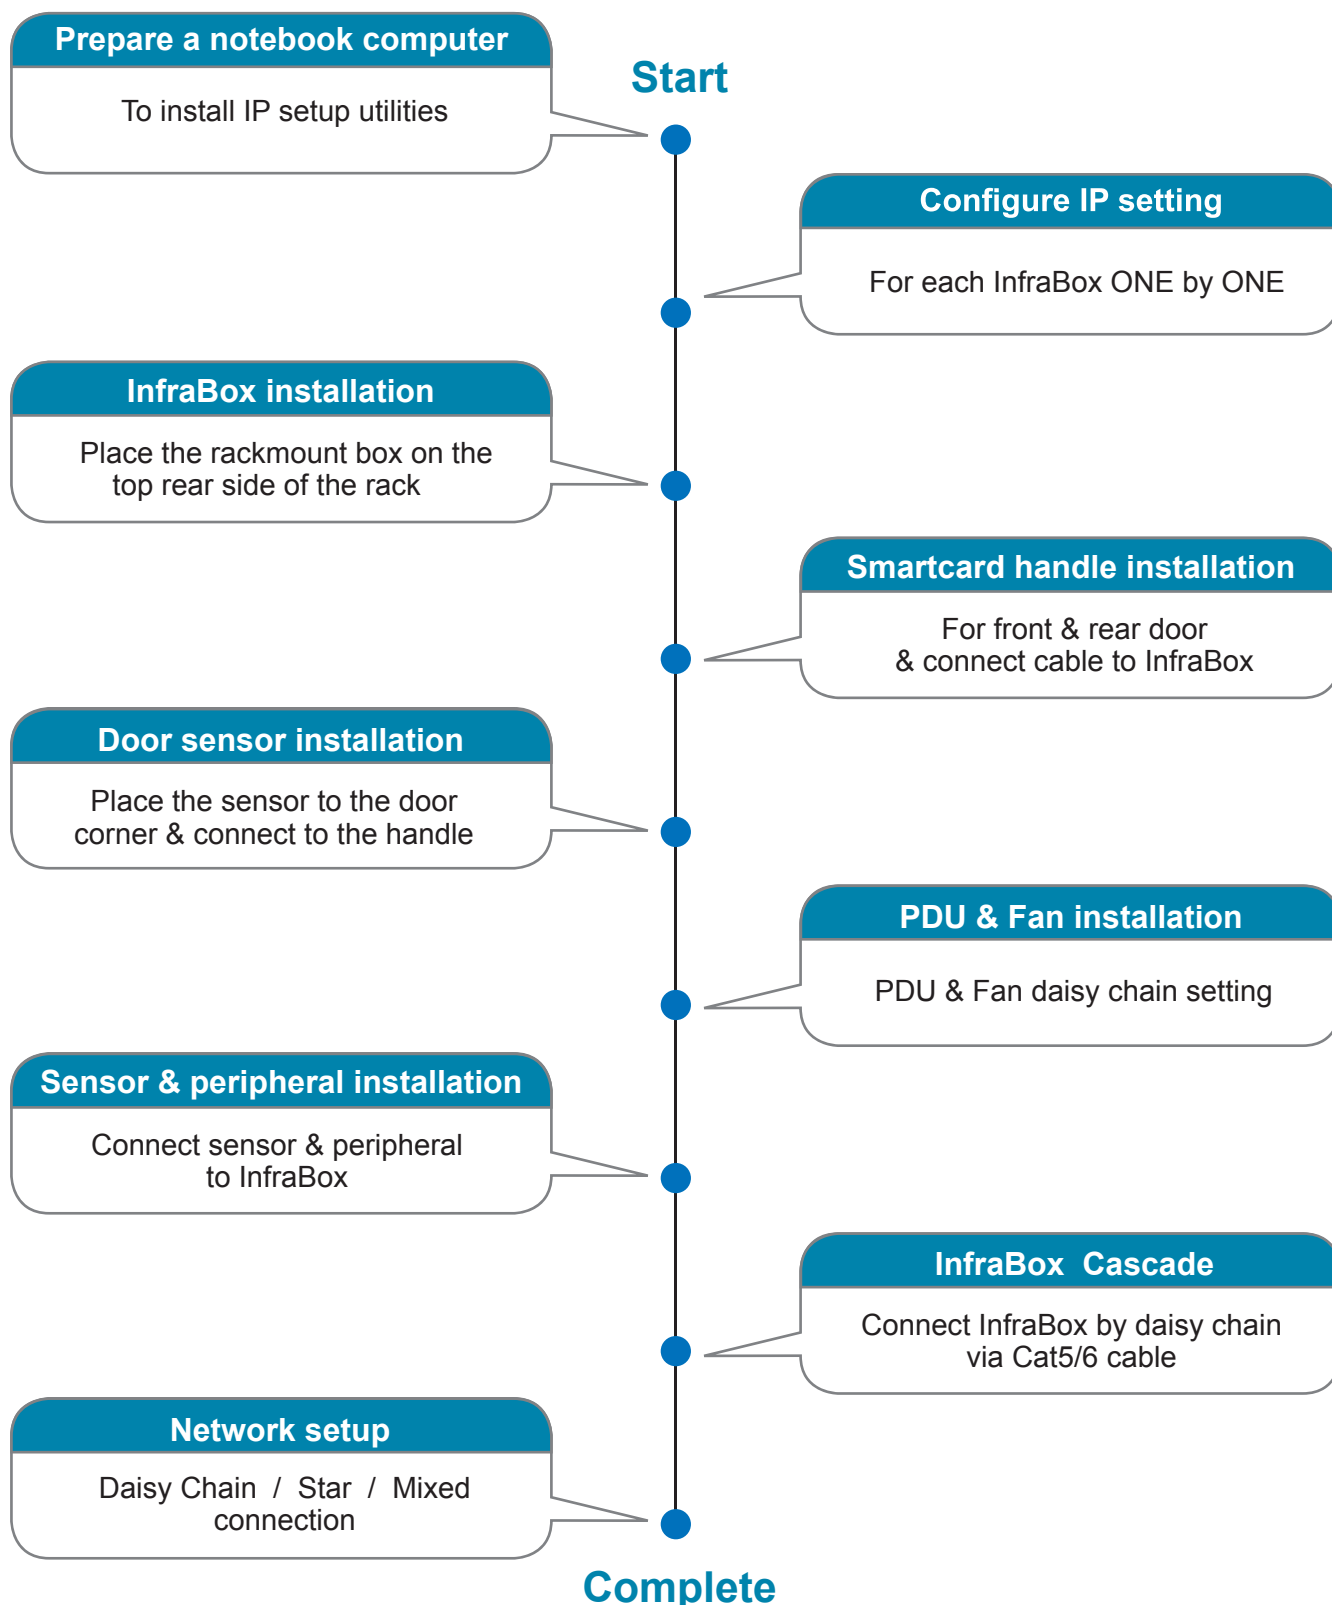 Prepare a notebook computer
To install IP setup utilities
Start
Configure IP setting
For each InfraBox ONE by ONE
InfraBox installation
Place the rackmount box on the
top rear side of the rack
Smartcard handle installation
For front & rear door
& connect cable to InfraBox
Door sensor installation
Place the sensor to the door
corner & connect to the handle
PDU & Fan installation
PDU & Fan daisy chain setting
Sensor & peripheral installation
Connect sensor & peripheral
to InfraBox
InfraBox  Cascade
Connect InfraBox by daisy chain
via Cat5/6 cable
Network setup
Daisy Chain  /  Star  /  Mixed
connection
Complete